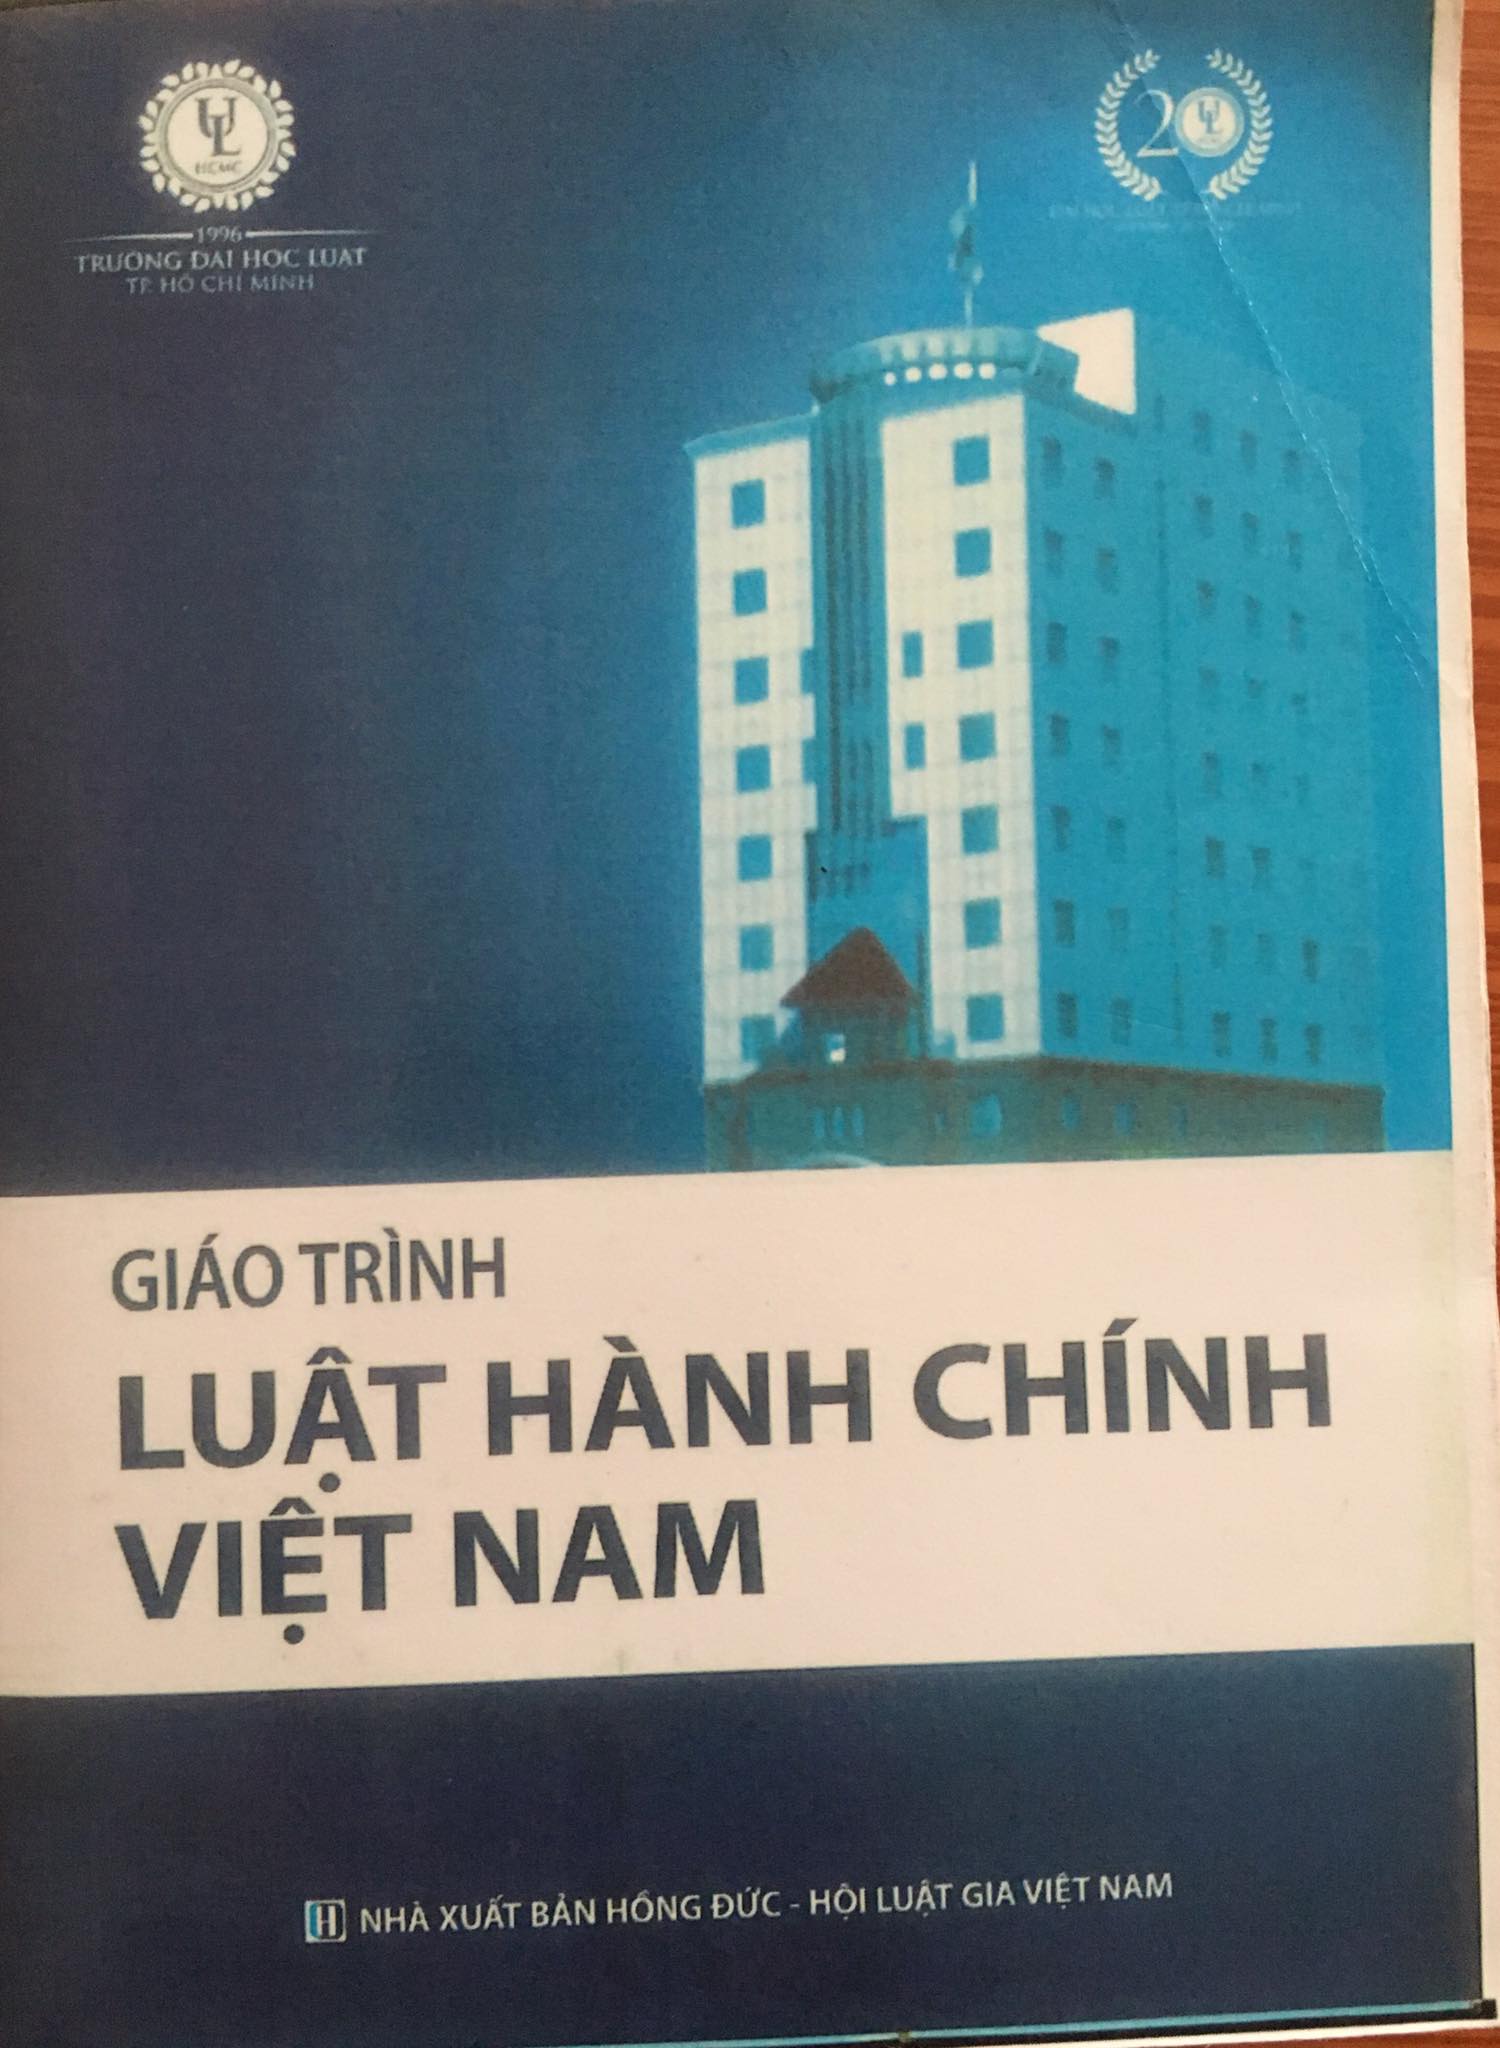 UL
HCMC
1996
TRƯỜNG ĐẠI HỌC LUẬT
TP. HỒ CHÍ MINH
20
UL
GIÁO TRÌNH
LUẬT HÀNH CHÍNH
VIỆT NAM
H NHÀ XUẤT BẢN HỒNG ĐỨC - HỘI LUẬT GIA VIỆT NAM